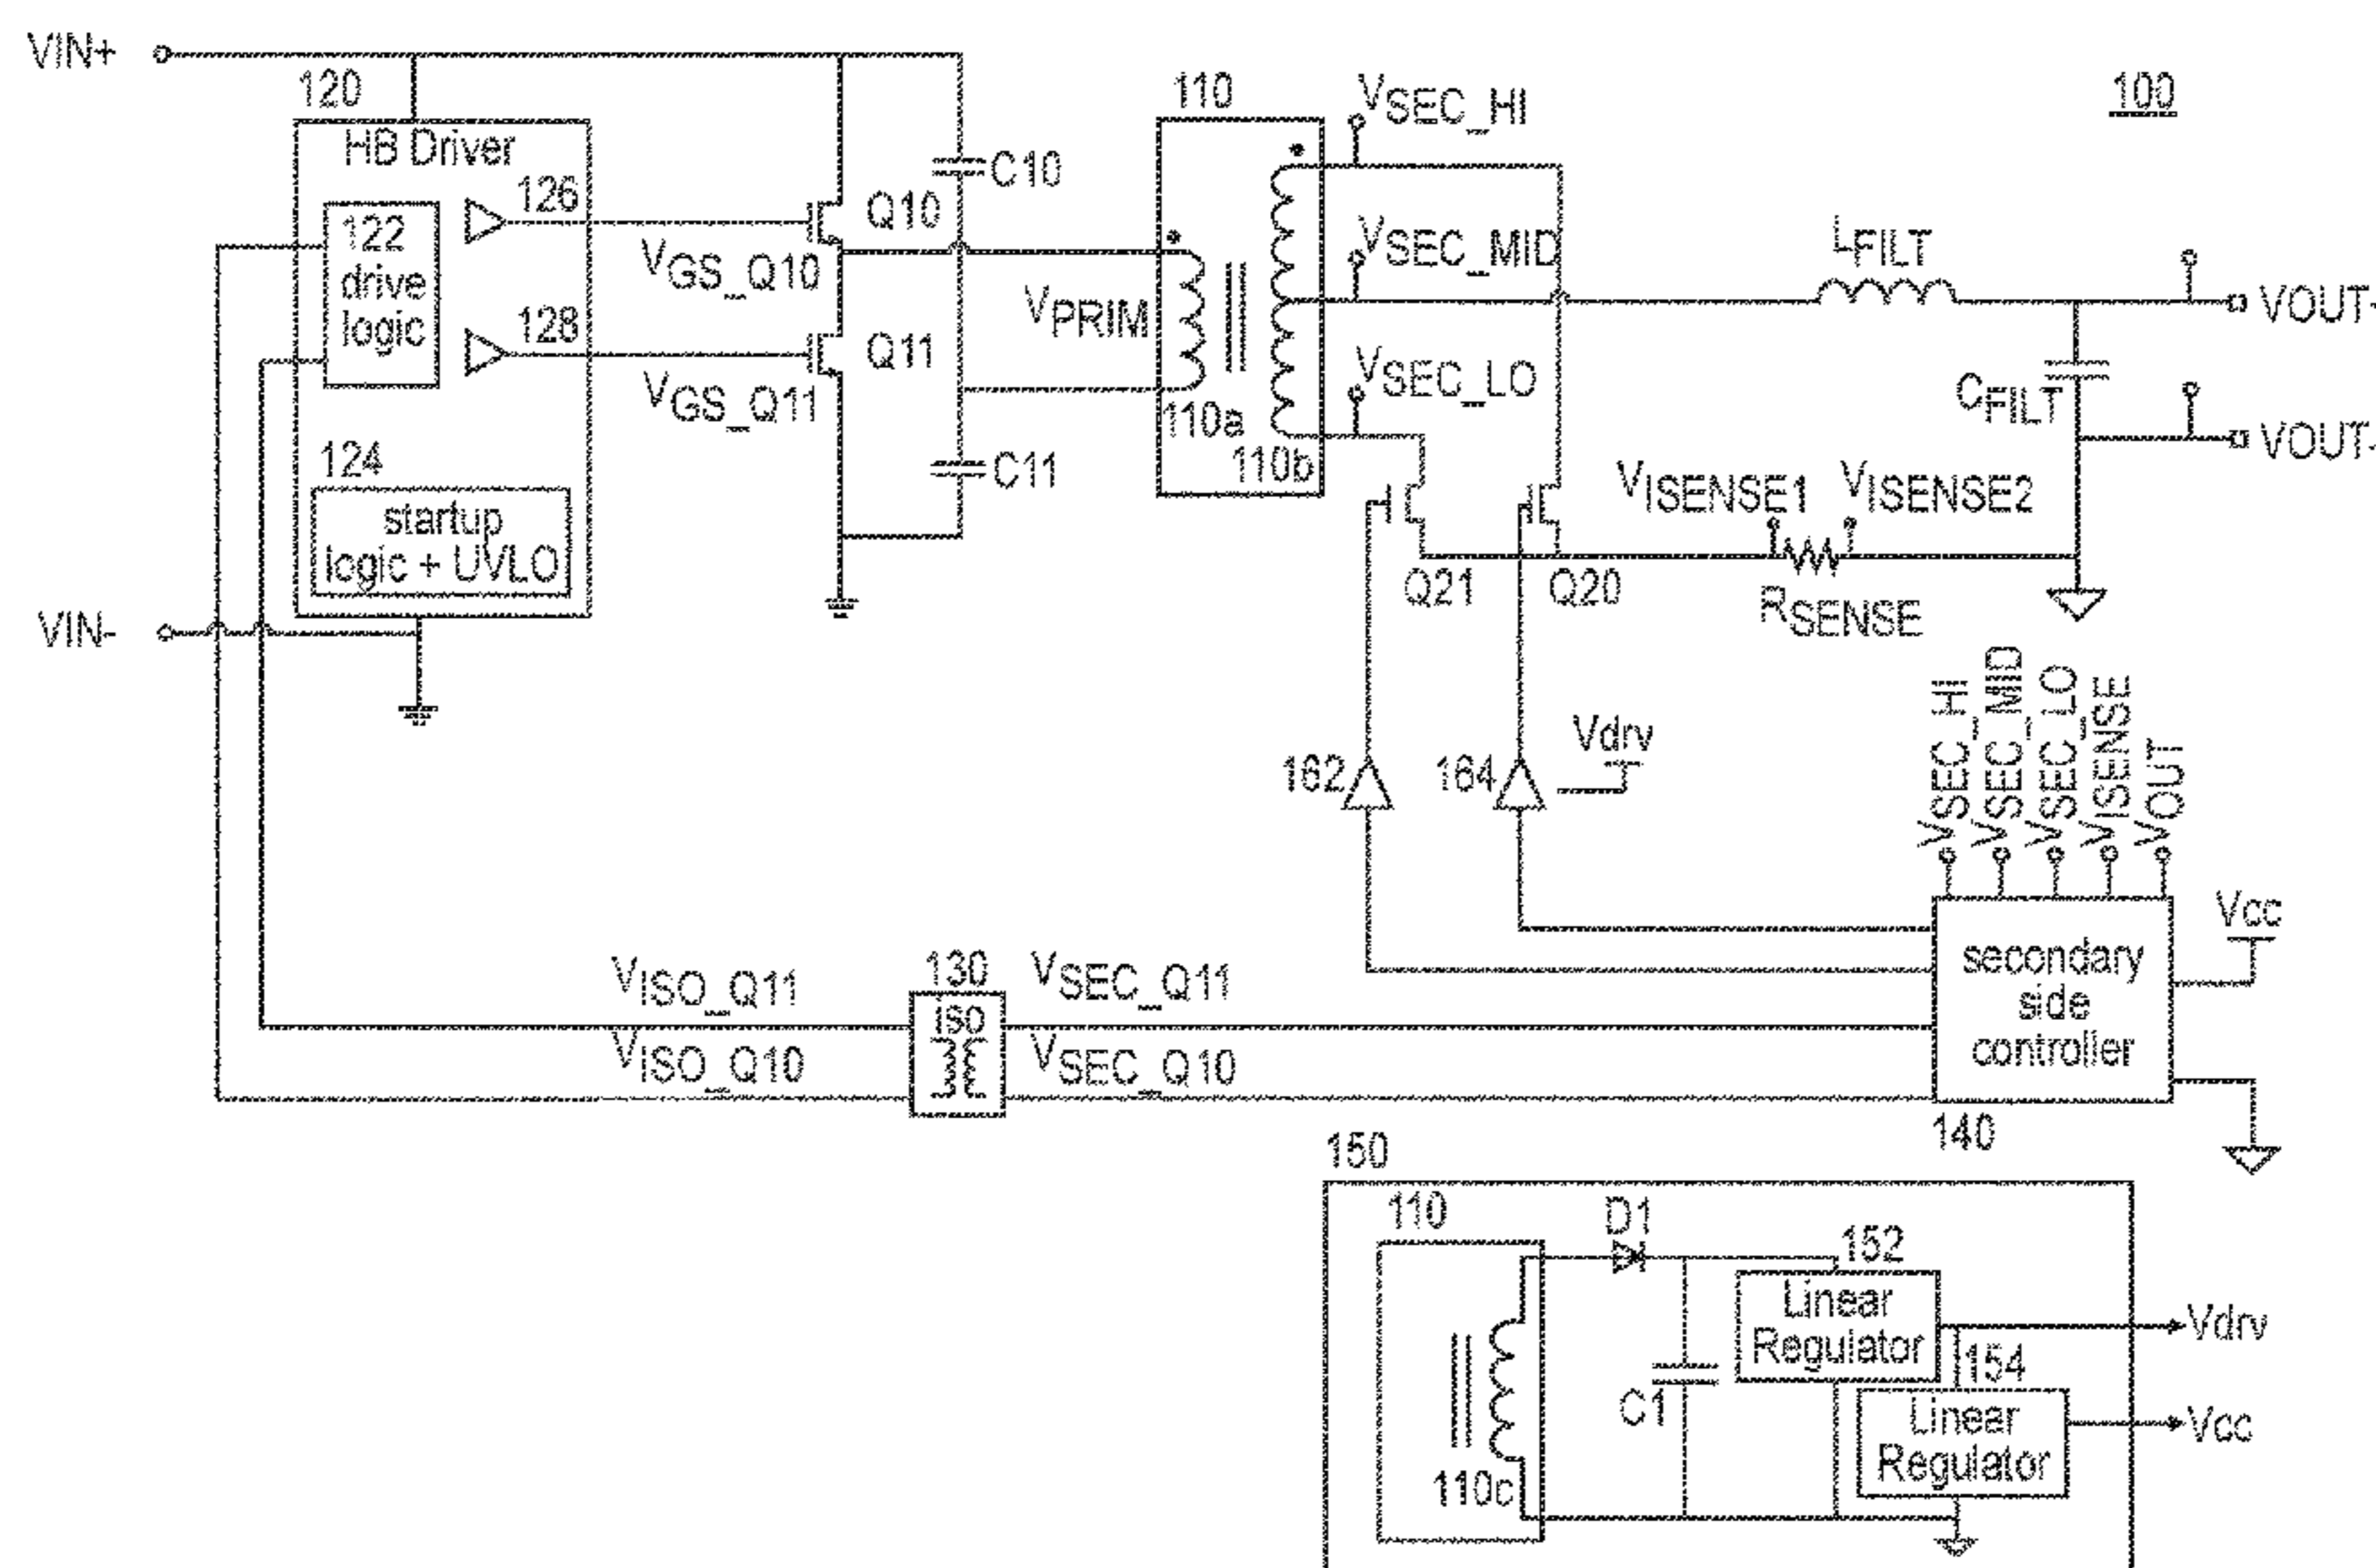 VIN+
120
HB Driver
126
122
drive
logic
128
124
startup
logic + UVLO
VIN-
VGS_Q10
VGS_Q11
Q10
Q11
C10
C11
VPRIM
110
110a
110b
VSEC_HI
VSEC_MID
VSEC_LO
100
LFILT
CFILT
VOUT+
VOUT-
VISENSE1
VISENSE2
RSENSE
Q21
Q20
162
164
Vdrv
VSEC_HI
VSEC_MID
VSEC_LO
VISENSE
VOUT
Vcc
secondary
side
controller
140
VISO_Q11
130
iso
VSEC_Q11
VISO_Q10
VSEC_Q10
150
110
D1
152
Linear
Regulator
Vdrv
154
C1
Linear
Regulator
Vcc
110c